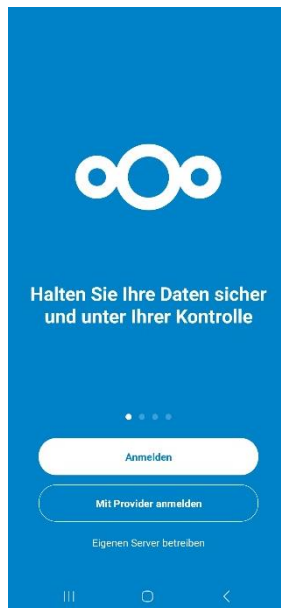 Halten Sie Ihre Daten sicher
und unter Ihrer Kontrolle
Anmelden
Mit Provider anmelden
Eigenen Server betreiben